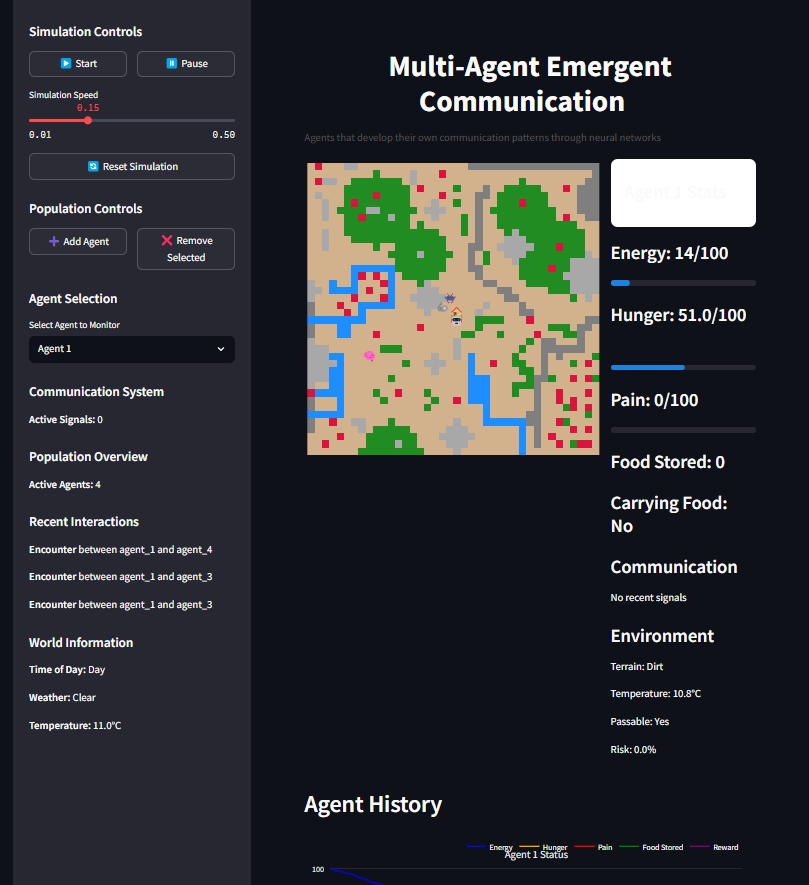 Simulation Controls
Start
Pause
Simulation Speed
0.15
0.01
0.50
Reset Simulation
Population Controls
Add Agent
Remove
Selected
Agent Selection
Select Agent to Monitor
Agent 1
Communication System
Active Signals: 0
Population Overview
Active Agents: 4
Recent Interactions
Encounter between agent_1 and agent_4
Encounter between agent_1 and agent_3
Encounter between agent_1 and agent_3
World Information
Time of Day: Day
Weather: Clear
Temperature: 11.0°C
Multi-Agent Emergent
Communication
Agents that develop their own communication patterns through neural networks
Agent 1 Stats
Energy: 14/100
Hunger: 51.0/100
Pain: 0/100
Food Stored: 0
Carrying Food:
No
Communication
No recent signals
Environment
Terrain: Dirt
Temperature: 10.8°C
Passable: Yes
Risk: 0.0%
Agent History
Energy
Hunger
Pain
Food Stored
Reward
Agent 1 Status
100